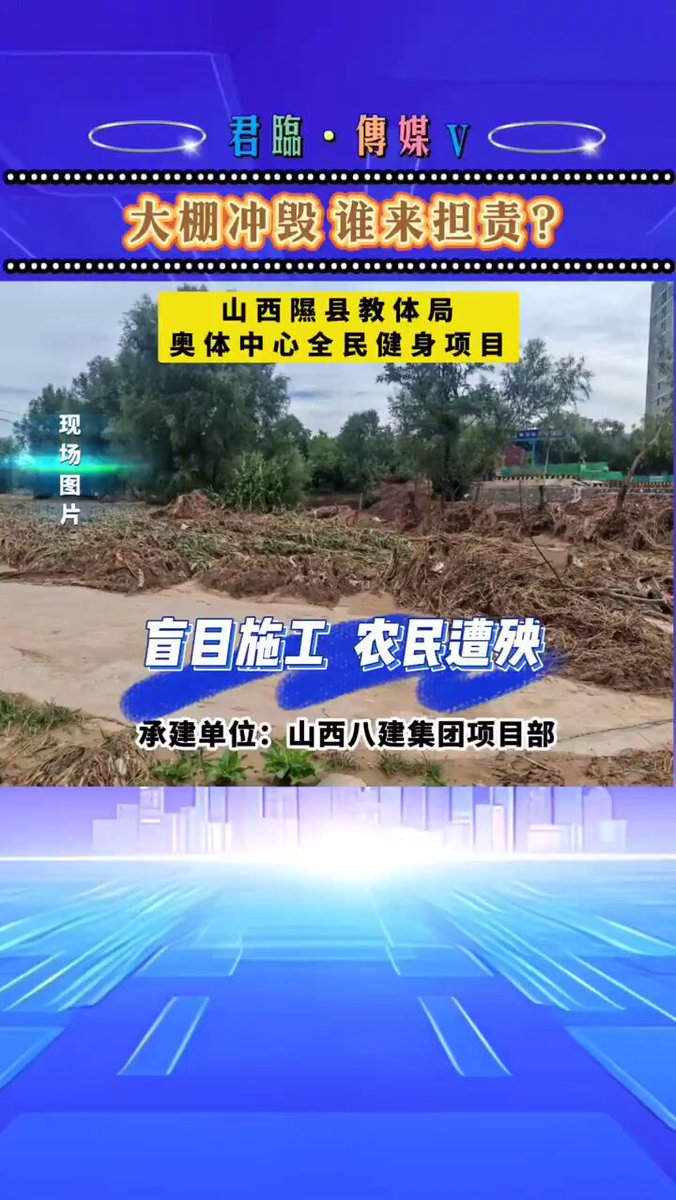 君臨·傳媒V
大棚冲毁 谁来担责?
山西隰县教体局
奥体中心全民健身项目
现场图片
盲目施工 农民遭殃
承建单位：山西八建集团项目部